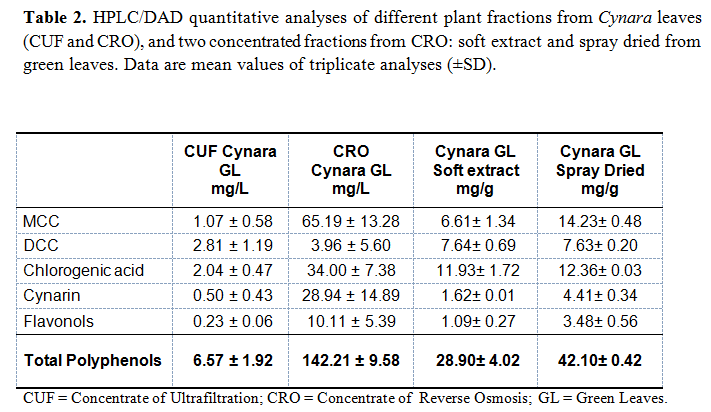 Table 2. HPLC/DAD quantitative analyses of different plant fractions from Cynara leaves
(CUF and CRO), and two concentrated fractions from CRO: soft extract and spray dried from
green leaves. Data are mean values of triplicate analyses (±SD).
CUF Cynara GL mg/L CRO Cynara GL mg/L Cynara GL Soft extract mg/g Cynara GL Spray Dried mg/g
MCC 1.07 ± 0.58 65.19 ± 13.28 6.61± 1.34 14.23± 0.48
DCC 2.81 ± 1.19 3.96 ± 5.60 7.64± 0.69 7.63± 0.20
Chlorogenic acid 2.04 ± 0.47 34.00 ± 7.38 11.93± 1.72 12.36± 0.03
Cynarin 0.50 ± 0.43 28.94 ± 14.89 1.62± 0.01 4.41± 0.34
Flavonols 0.23 ± 0.06 10.11 ± 5.39 1.09± 0.27 3.48± 0.56
Total Polyphenols 6.57 ± 1.92 142.21 ± 9.58 28.90± 4.02 42.10± 0.42
CUF = Concentrate of Ultrafiltration; CRO = Concentrate of Reverse Osmosis; GL = Green Leaves.